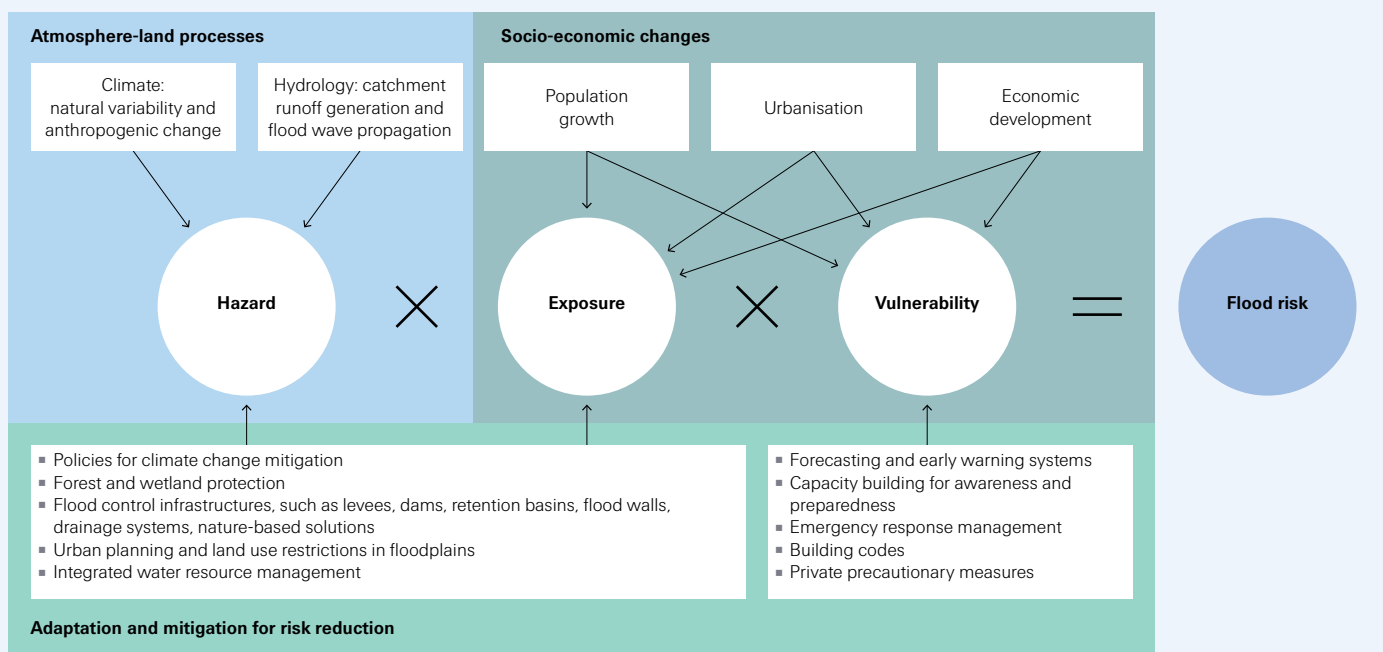 Atmosphere-land processes
Climate:
natural variability and
anthropogenic change
Hydrology: catchment
runoff generation and
flood wave propagation
Socio-economic changes
Population
growth
Urbanisation
Economic
development
Hazard
Exposure
Vulnerability
Flood risk
▪ Policies for climate change mitigation
▪ Forest and wetland protection
▪ Flood control infrastructures, such as levees, dams, retention basins, flood walls,
drainage systems, nature-based solutions
▪ Urban planning and land use restrictions in floodplains
▪ Integrated water resource management
▪ Forecasting and early warning systems
▪ Capacity building for awareness and
preparedness
▪ Emergency response management
▪ Building codes
▪ Private precautionary measures
Adaptation and mitigation for risk reduction